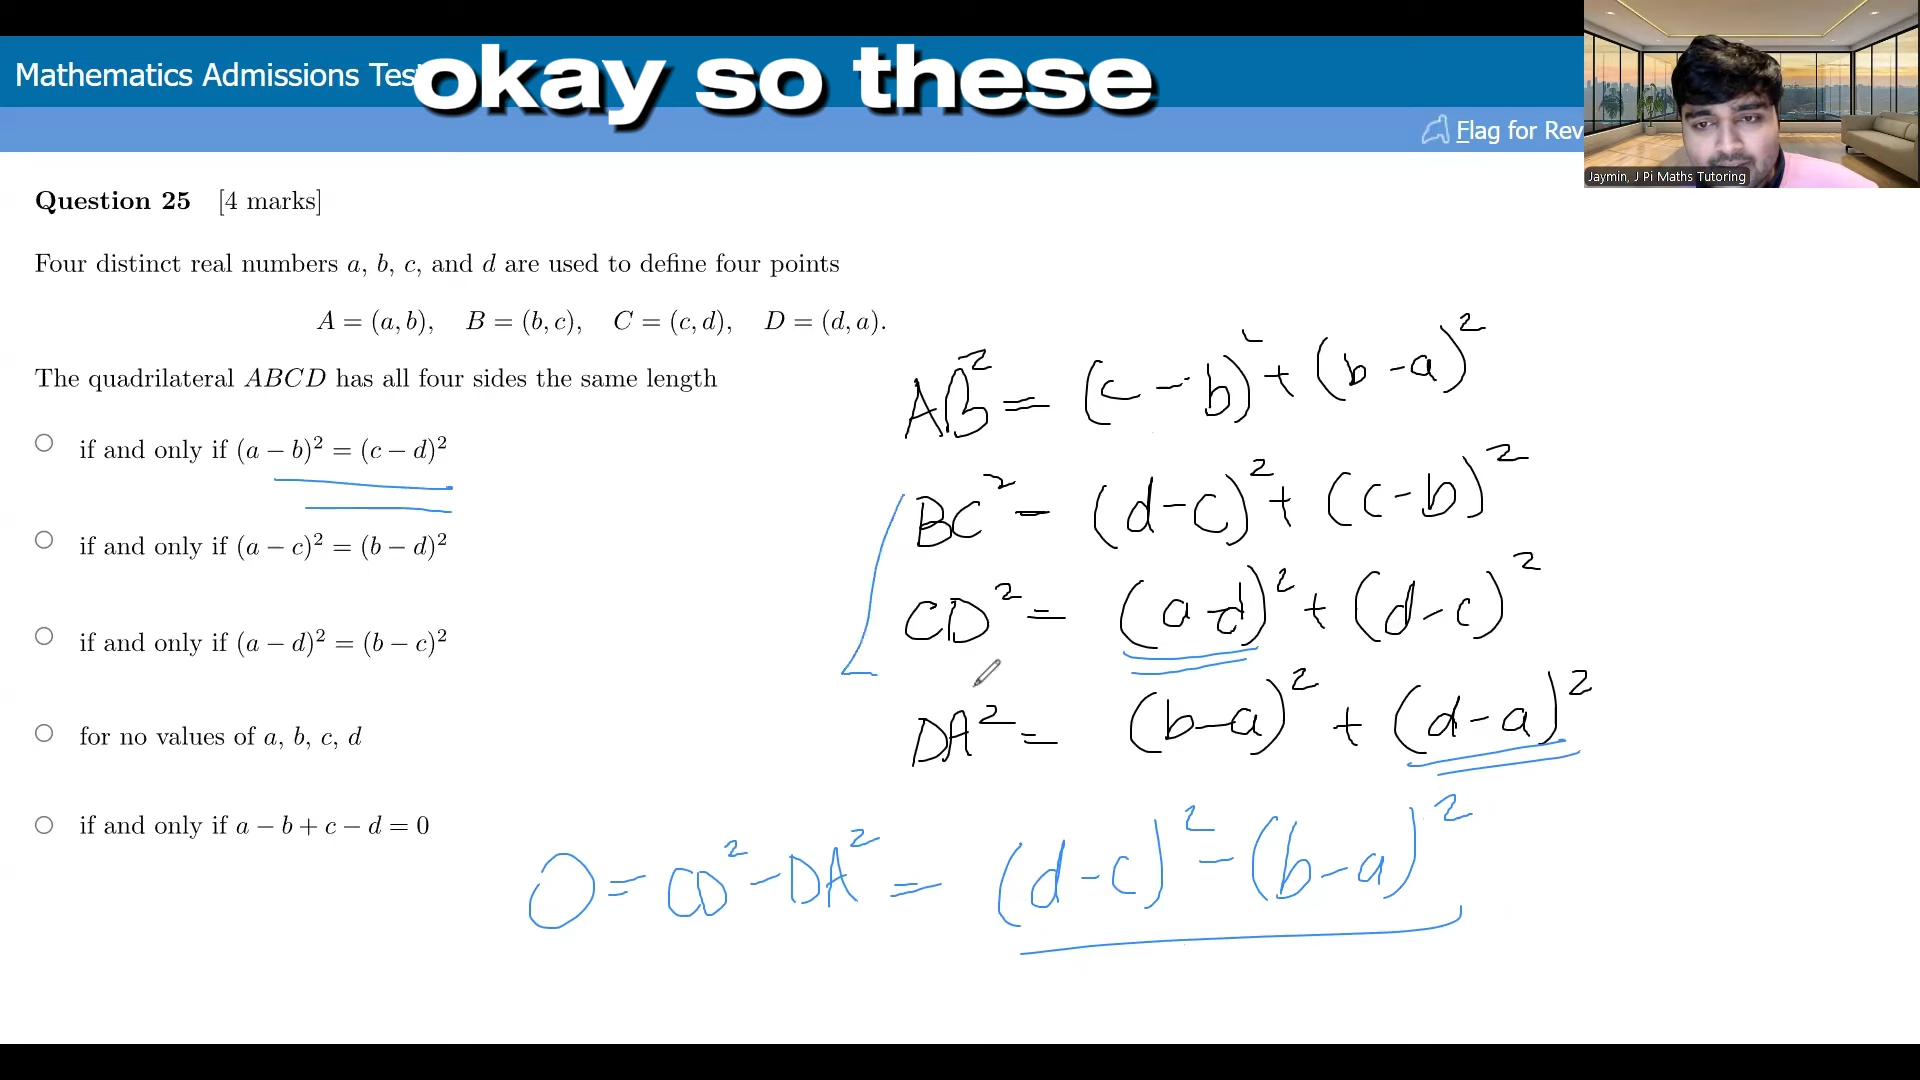 okay so these
Mathematics Admissions Tes
Flag for Rev
Jaymin, J Pi Maths Tutoring
Question 25 [4 marks]
Four distinct real numbers a, b, c, and d are used to define four points
A = (a, b), B = (b, c), C = (c, d), D = (d, a).
The quadrilateral ABCD has all four sides the same length
if and only if (a − b)² = (c − d)²
if and only if (a − c)² = (b − d)²
if and only if (a − d)² = (b − c)²
for no values of a, b, c, d
if and only if a − b + c − d = 0
AB² = (c - b)² + (b - a)²
BC² = (d - c)² + (c - b)²
CD² = (a-d)² + (d - c)²
DA² = (b - a)² + (d - a)²
0 = CD² - DA² = (d - c)² - (b - a)²